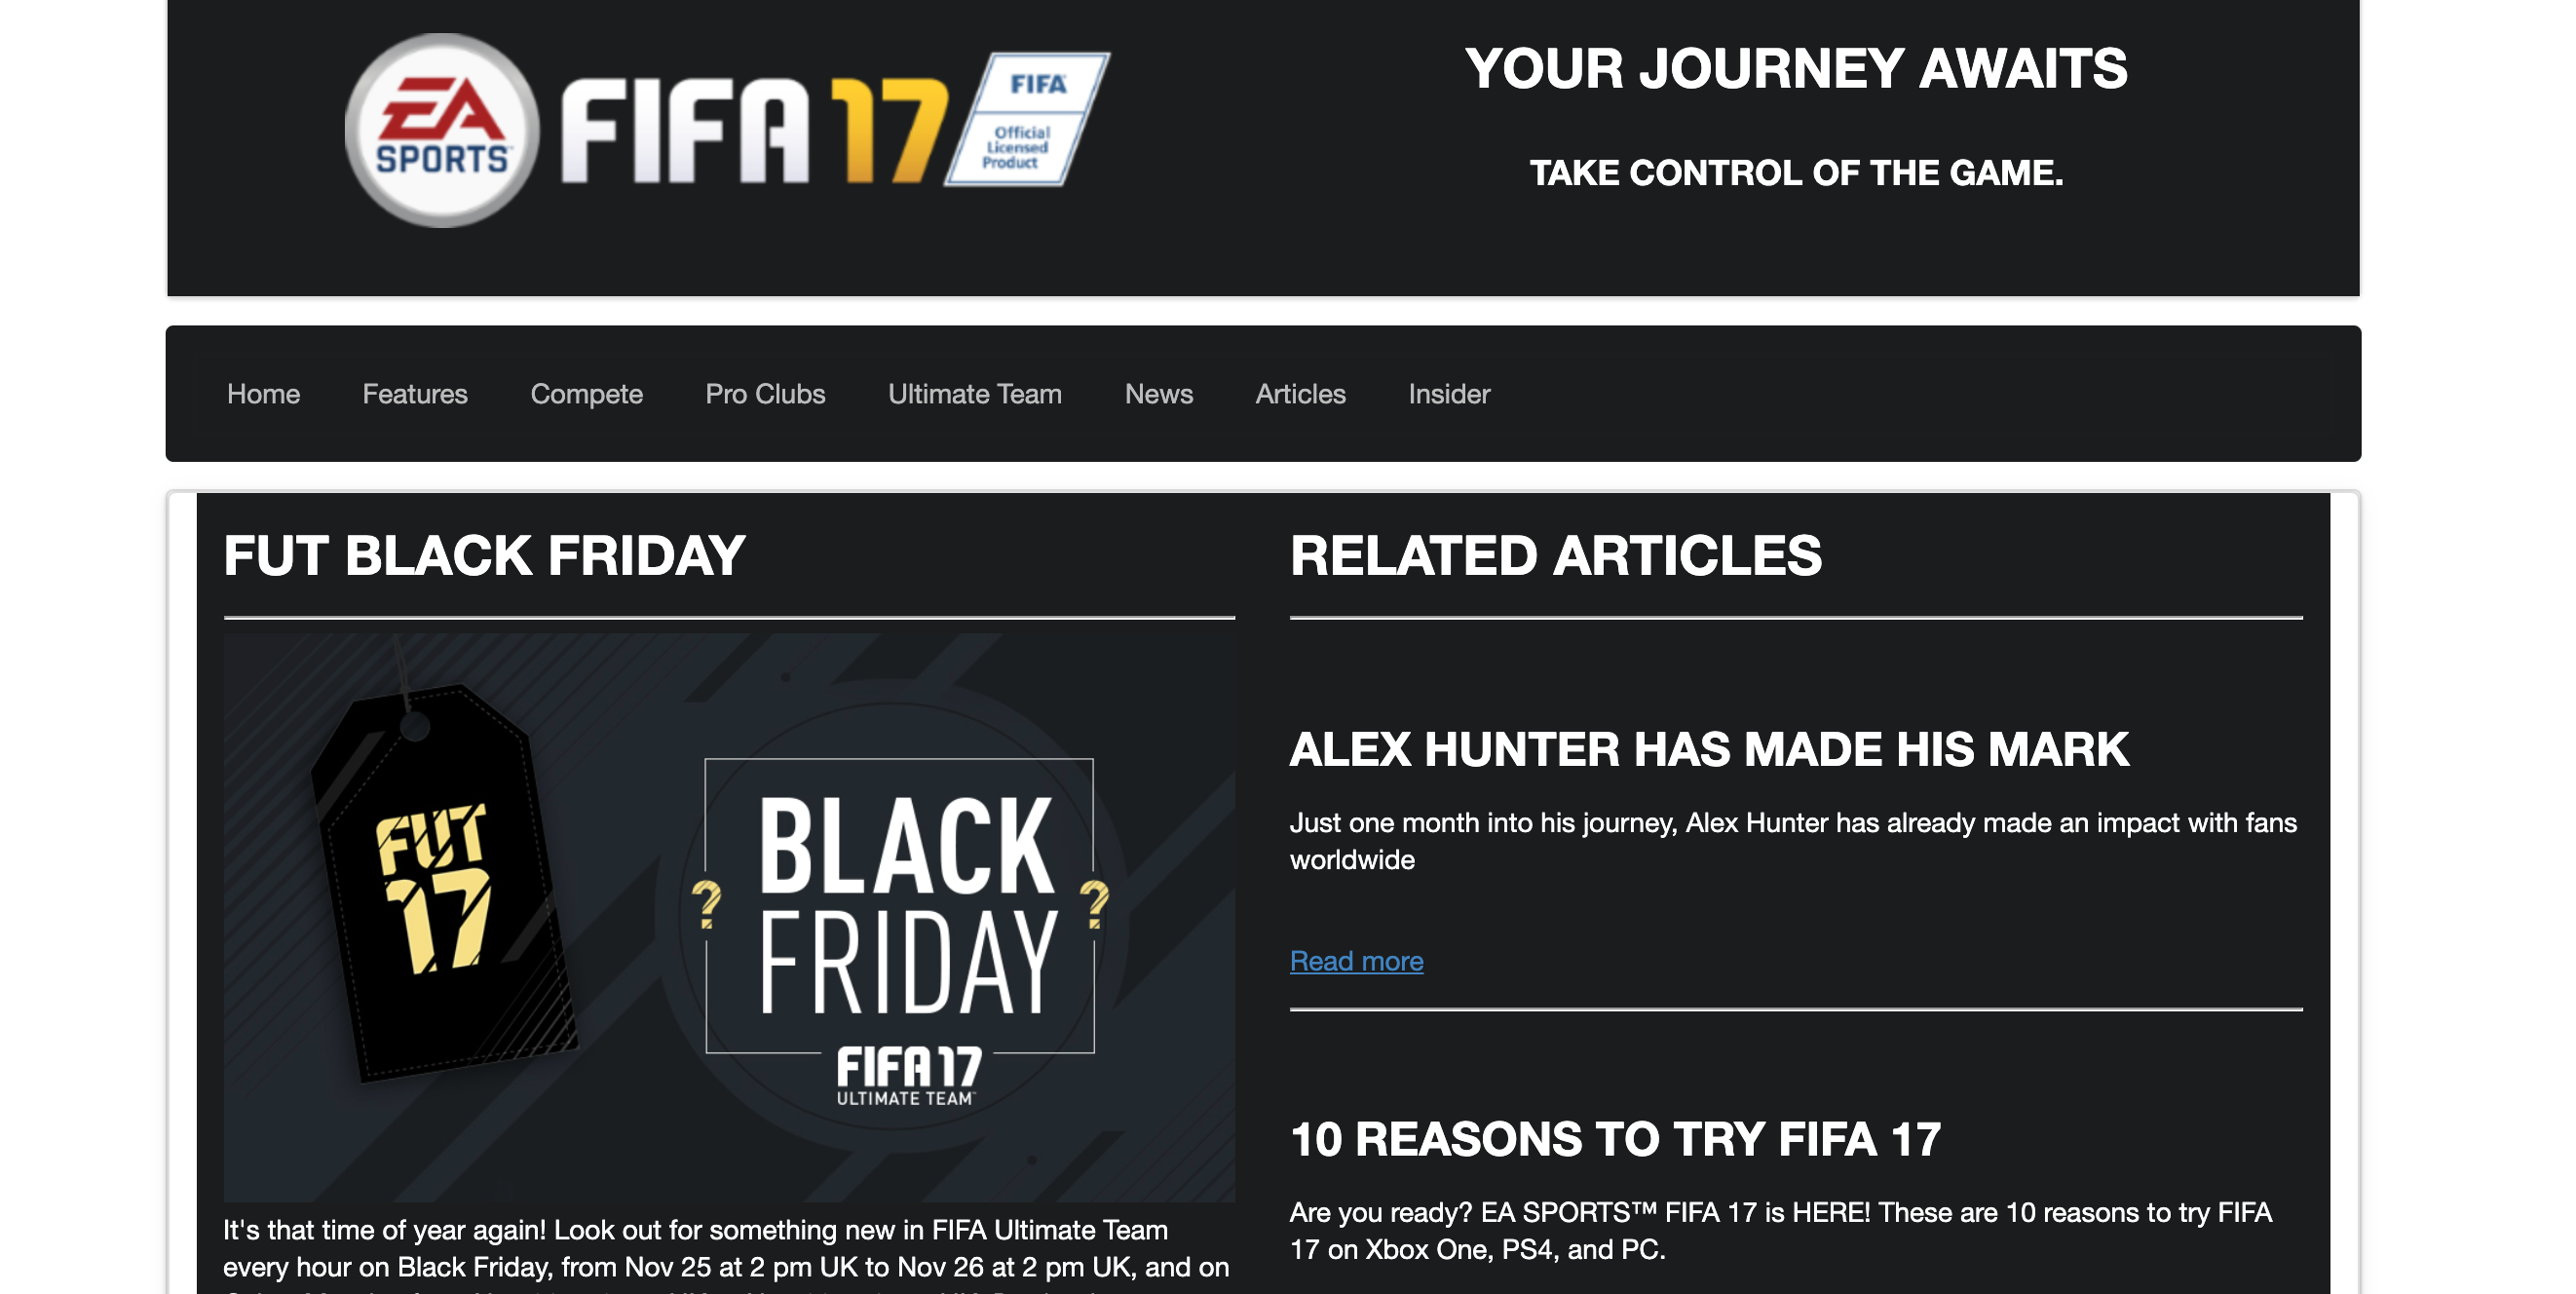 EA
SPORTS™
FIFA 17
FIFA
Official
Licensed
Product
YOUR JOURNEY AWAITS
TAKE CONTROL OF THE GAME.
Home Features Compete Pro Clubs Ultimate Team News Articles Insider
FUT BLACK FRIDAY
FUT
17
BLACK
? ?
FRIDAY
FIFA 17
ULTIMATE TEAM™
It's that time of year again! Look out for something new in FIFA Ultimate Team
every hour on Black Friday, from Nov 25 at 2 pm UK to Nov 26 at 2 pm UK, and on
RELATED ARTICLES
ALEX HUNTER HAS MADE HIS MARK
Just one month into his journey, Alex Hunter has already made an impact with fans
worldwide
Read more
10 REASONS TO TRY FIFA 17
Are you ready? EA SPORTS™ FIFA 17 is HERE! These are 10 reasons to try FIFA
17 on Xbox One, PS4, and PC.